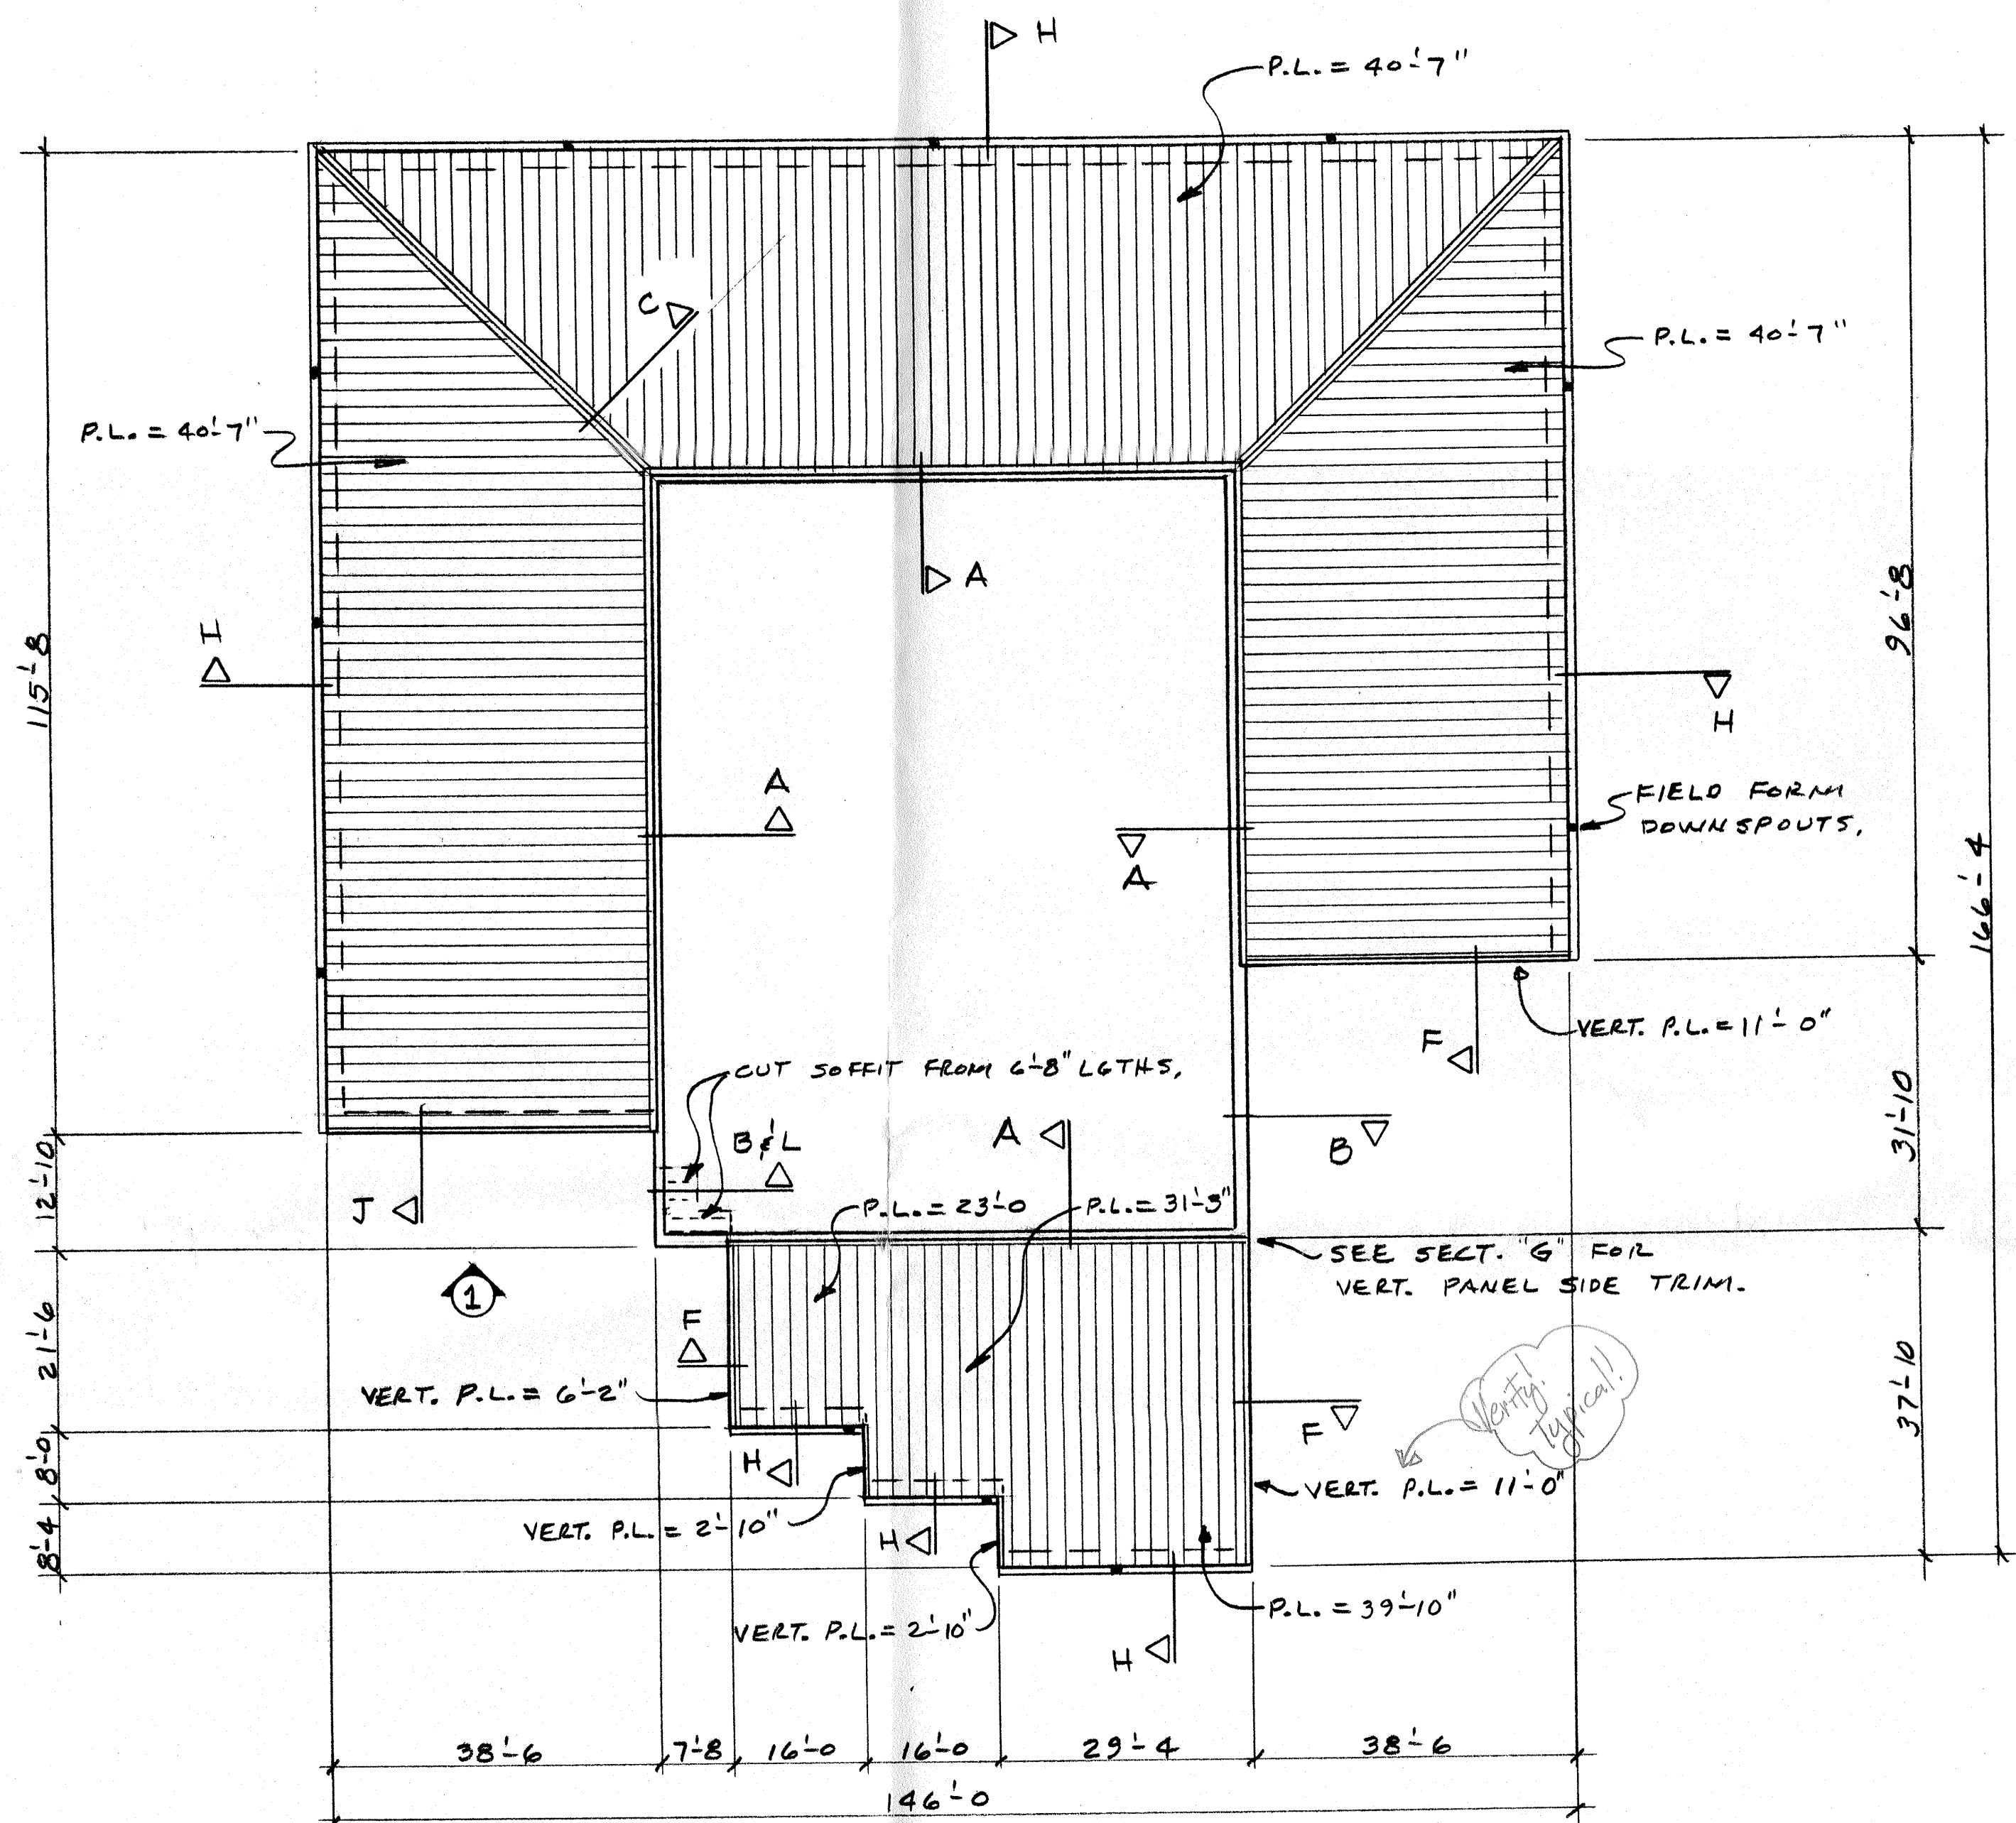 H
P.L. = 40'-7"
C
P.L. = 40'-7"
P.L. = 40'-7"
A
96'-8
115'-8
I
H
A
A
FIELD FORM
DOWNSPOUTS.
166'-4
VERT. P.L. = 11'-0"
F
CUT SOFFIT FROM 6'-8" LGTHS.
31'-10
A
B & L
B
12'-10
J
P.L. = 23'-0
P.L. = 31'-3"
SEE SECT. "G" FOR
VERT. PANEL SIDE TRIM.
1
21'-6
F
VERT. P.L. = 6'-2"
Verify!
Typical!
37'-10
F
8'-0
H
VERT. P.L. = 11'-0"
8'-4
VERT. P.L. = 2'-10"
H
P.L. = 39'-10"
VERT. P.L. = 2'-10"
H
38'-6
7'-8
16'-0
16'-0
29'-4
38'-6
146'-0